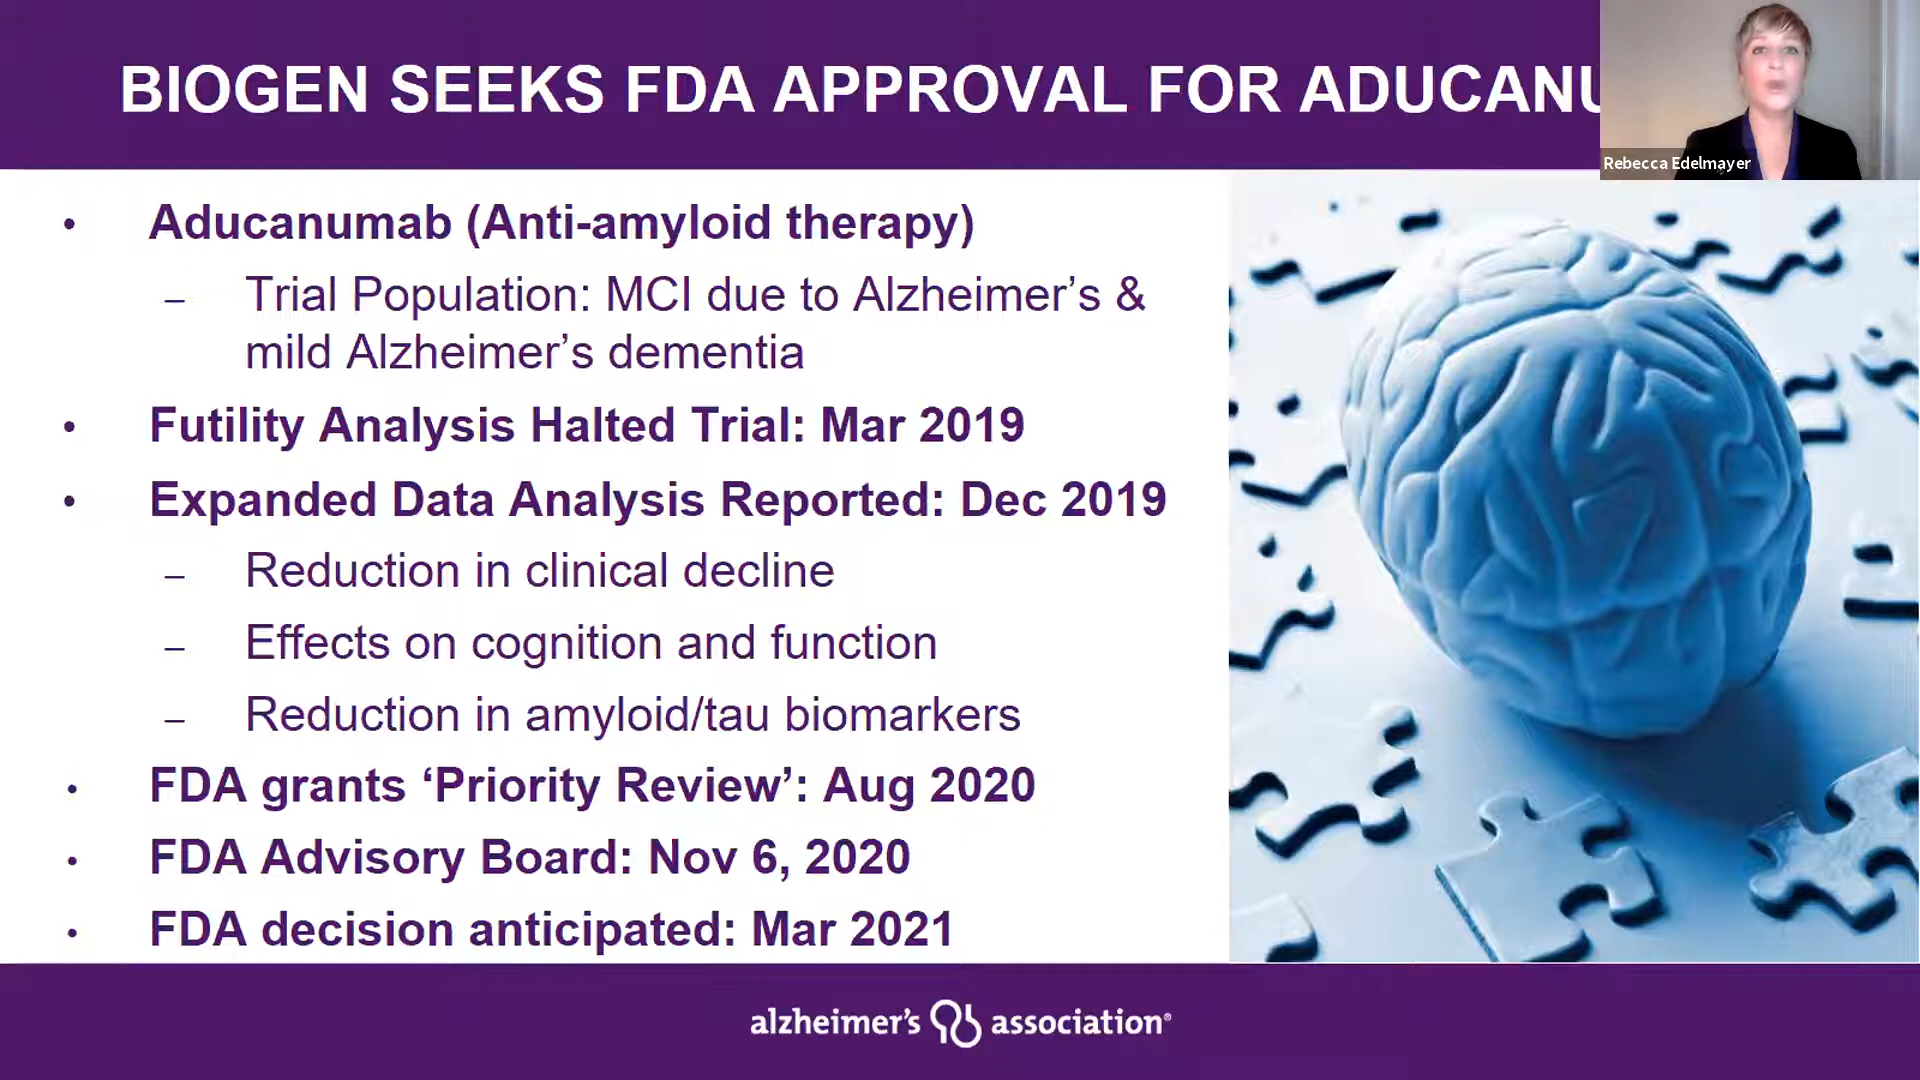 BIOGEN SEEKS FDA APPROVAL FOR ADUCANU
Rebecca Edelmayer
• Aducanumab (Anti-amyloid therapy)
– Trial Population: MCI due to Alzheimer’s &
mild Alzheimer’s dementia
• Futility Analysis Halted Trial: Mar 2019
• Expanded Data Analysis Reported: Dec 2019
– Reduction in clinical decline
– Effects on cognition and function
– Reduction in amyloid/tau biomarkers
• FDA grants ‘Priority Review’: Aug 2020
• FDA Advisory Board: Nov 6, 2020
• FDA decision anticipated: Mar 2021
alzheimer’s association®